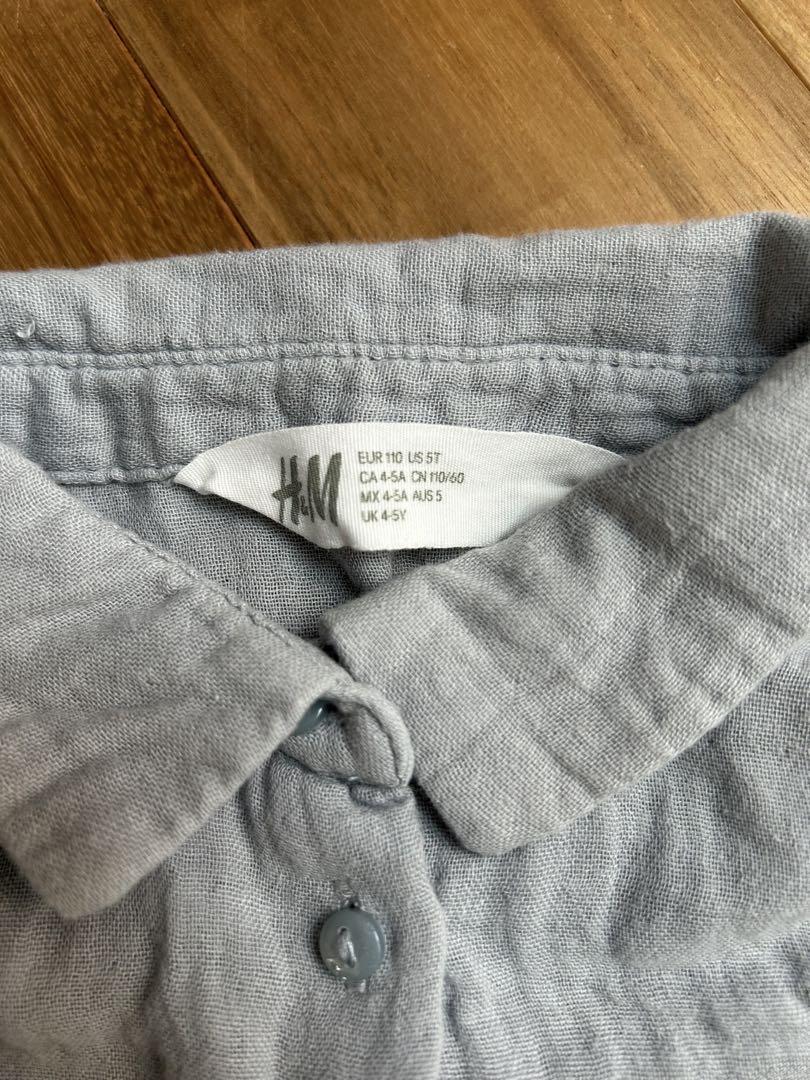 H&M
EUR 110 US 5T
CA 4-5A CN 110/60
MX 4-5A AUS 5
UK 4-5Y